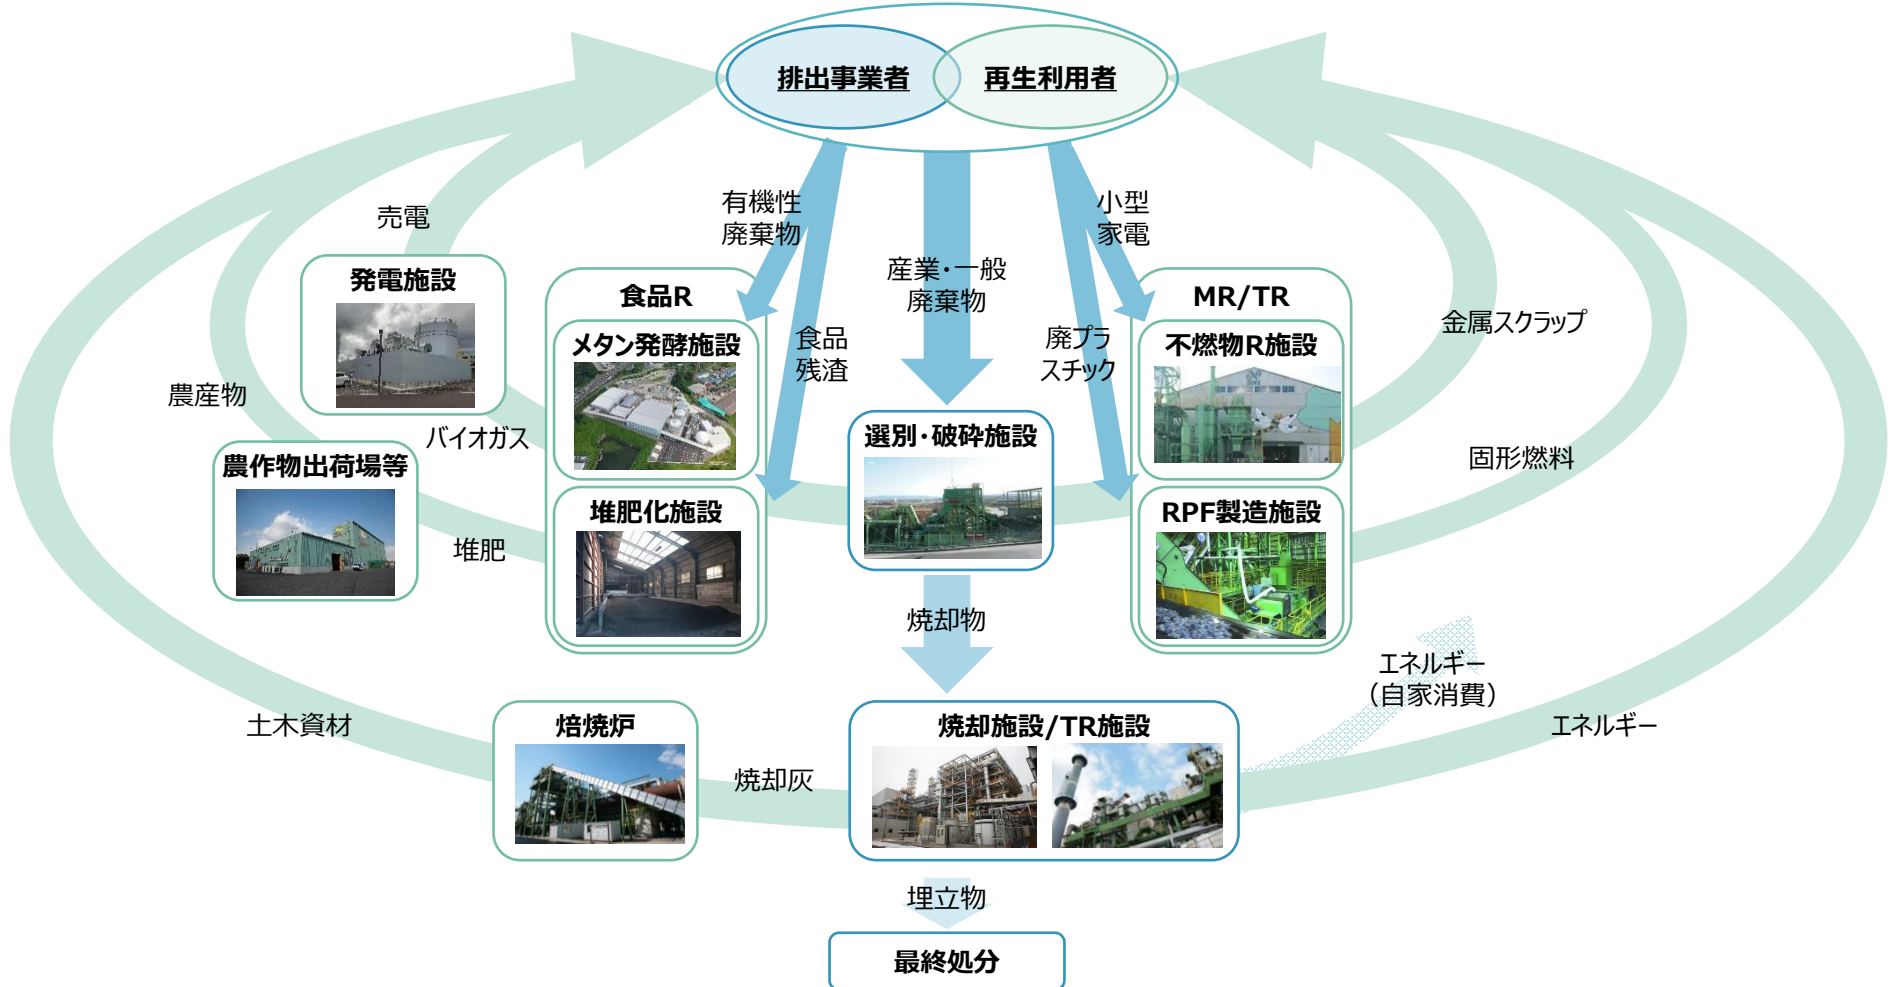 排出事業者
再生利用者
有機性
廃棄物
小型
家電
売電
産業・一般
廃棄物
発電施設
食品R
MR/TR
メタン発酵施設
食品
残渣
廃プラ
スチック
不燃物R施設
金属スクラップ
農産物
バイオガス
選別・破砕施設
固形燃料
農作物出荷場等
堆肥化施設
RPF製造施設
堆肥
焼却物
エネルギー
（自家消費）
土木資材
焙焼炉
焼却施設/TR施設
エネルギー
焼却灰
埋立物
最終処分